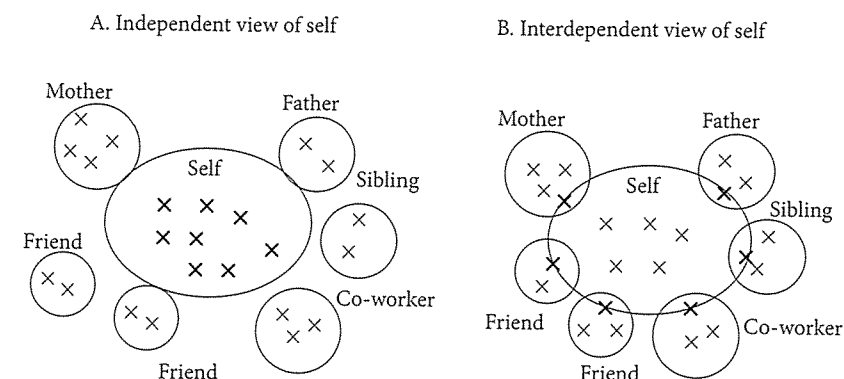 A. Independent view of self
Mother
Father
Self
Sibling
Friend
Co-worker
Friend
B. Interdependent view of self
Mother
Father
Self
Sibling
Friend
Co-worker
Friend